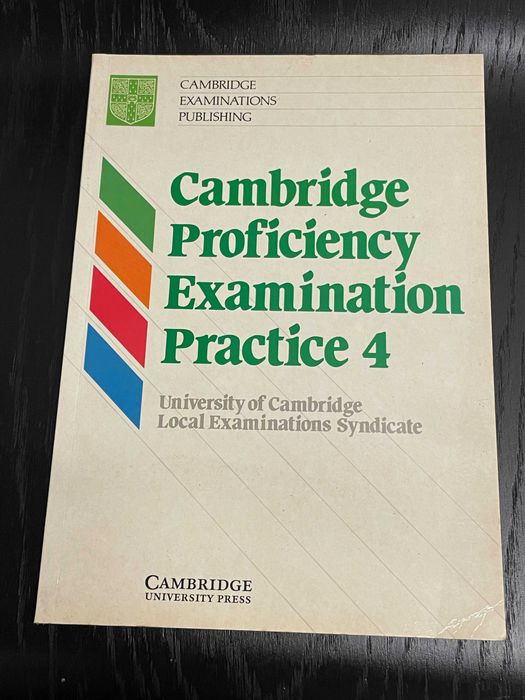 CAMBRIDGE
EXAMINATIONS
PUBLISHING
Cambridge
Proficiency
Examination
Practice 4
University of Cambridge
Local Examinations Syndicate
CAMBRIDGE
UNIVERSITY PRESS